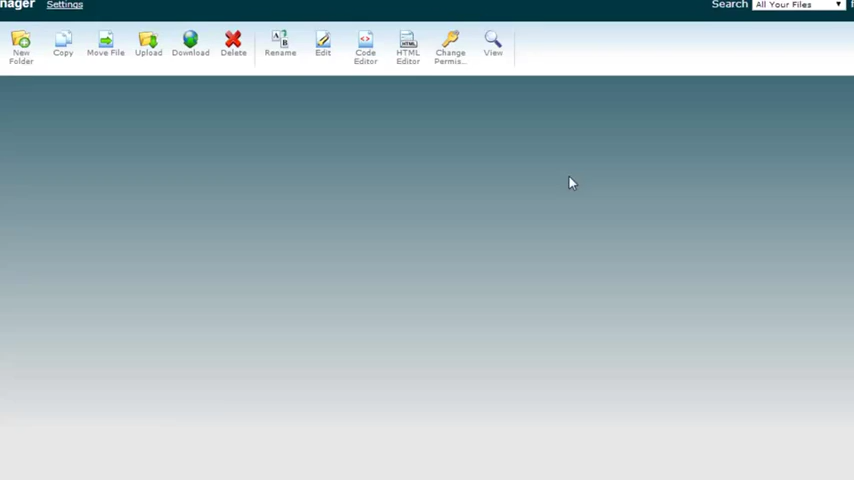 nager Settings Search All Your Files f
New Folder Copy Move File Upload Download Delete Rename Edit Code Editor HTML Editor Change Permis... View